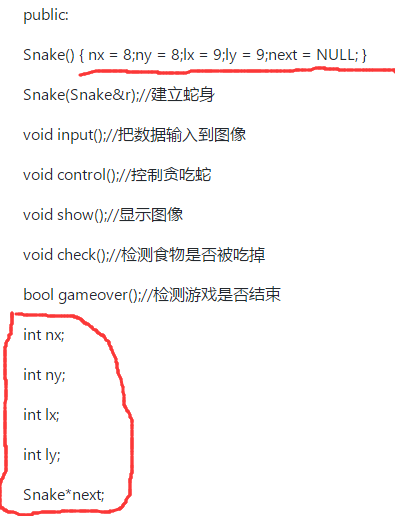 public:
Snake() { nx = 8;ny = 8;lx = 9;ly = 9;next = NULL; }
Snake(Snake&r);//建立蛇身
void input();//把数据输入到图像
void control();//控制贪吃蛇
void show();//显示图像
void check();//检测食物是否被吃掉
bool gameover();//检测游戏是否结束
int nx;
int ny;
int lx;
int ly;
Snake*next;